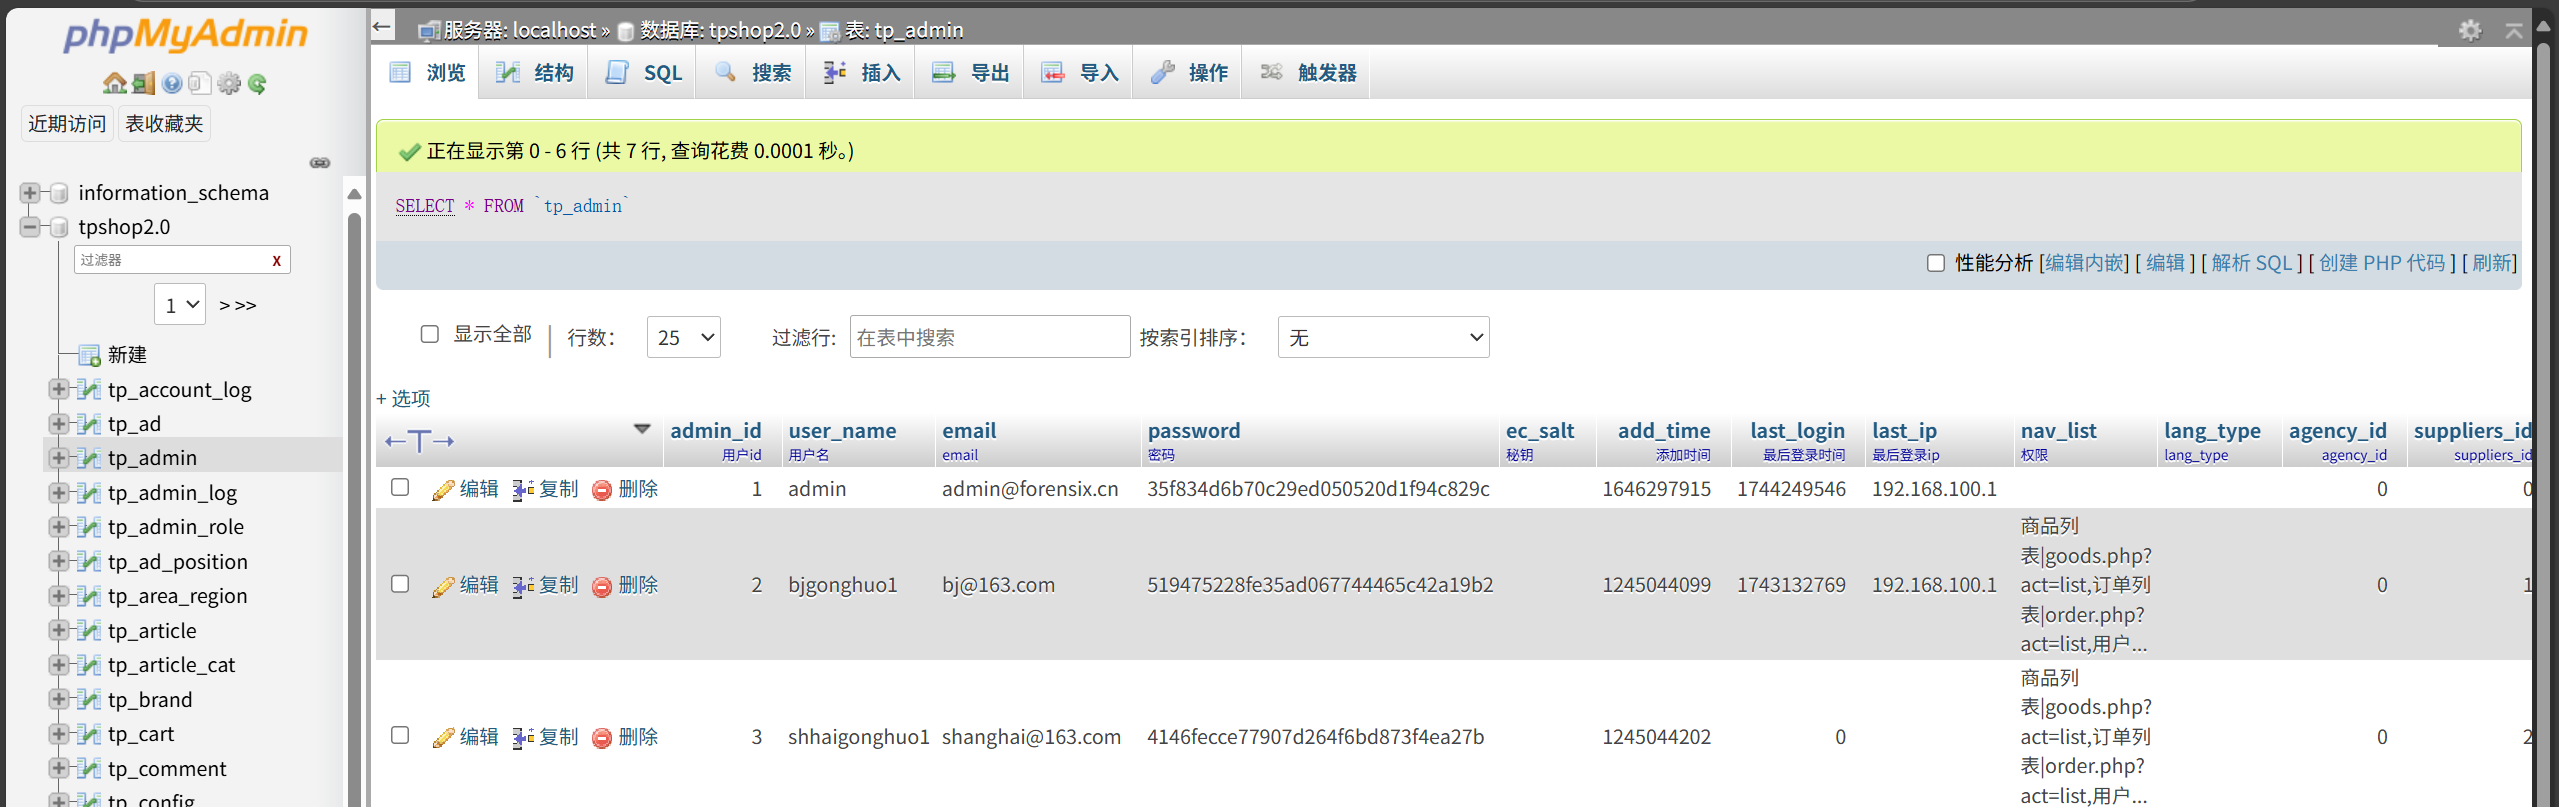 phpMyAdmin
近期访问 表收藏夹
information_schema
tpshop2.0
过滤器 X
1 > >>
新建
tp_account_log
tp_ad
tp_admin
tp_admin_log
tp_admin_role
tp_ad_position
tp_area_region
tp_article
tp_article_cat
tp_brand
tp_cart
tp_comment
tp_config
服务器: localhost » 数据库: tpshop2.0 » 表: tp_admin
浏览 结构 SQL 搜索 插入 导出 导入 操作 触发器
正在显示第 0 - 6 行 (共 7 行, 查询花费 0.0001 秒。)
SELECT * FROM `tp_admin`
性能分析 [编辑内嵌] [ 编辑 ] [ 解析 SQL ] [ 创建 PHP 代码 ] [ 刷新]
显示全部 | 行数： 25 过滤行: 在表中搜索 按索引排序： 无
+ 选项
←T→ admin_id user_name email password ec_salt add_time last_login last_ip nav_list lang_type agency_id suppliers_id
用户id 用户名 email 密码 秘钥 添加时间 最后登录时间 最后登录ip 权限 lang_type agency_id suppliers_id
编辑 复制 删除 1 admin admin@forensix.cn 35f834d6b70c29ed050520d1f94c829c 1646297915 1744249546 192.168.100.1 0 0
商品列
表|goods.php?
编辑 复制 删除 2 bjgonghuo1 bj@163.com 519475228fe35ad067744465c42a19b2 1245044099 1743132769 192.168.100.1 act=list,订单列 0 1
表|order.php?
act=list,用户...
商品列
表|goods.php?
编辑 复制 删除 3 shhaigonghuo1 shanghai@163.com 4146fecce77907d264f6bd873f4ea27b 1245044202 0 act=list,订单列 0 2
表|order.php?
act=list,用户...